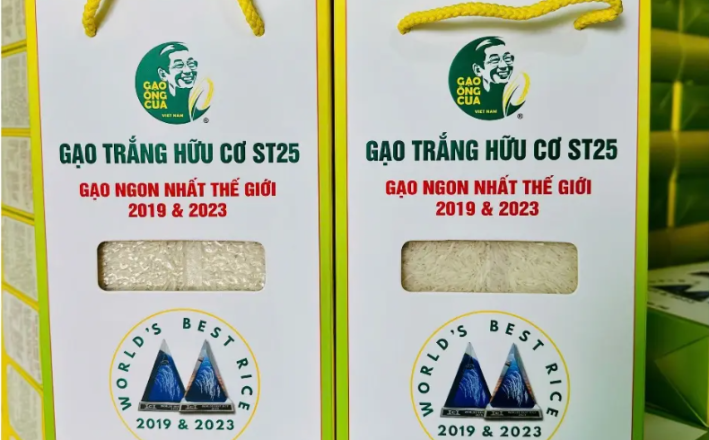 GẠO
ÔNG
CUA
VIỆT NAM
®
GẠO TRẮNG HỮU CƠ ST25
GẠO NGON NHẤT THẾ GIỚI
2019 & 2023
WORLD'S BEST RICE
2019 & 2023
GẠO
ÔNG
CUA
VIỆT NAM
®
GẠO TRẮNG HỮU CƠ ST25
GẠO NGON NHẤT THẾ GIỚI
2019 & 2023
WORLD'S BEST RICE
2019 & 2023